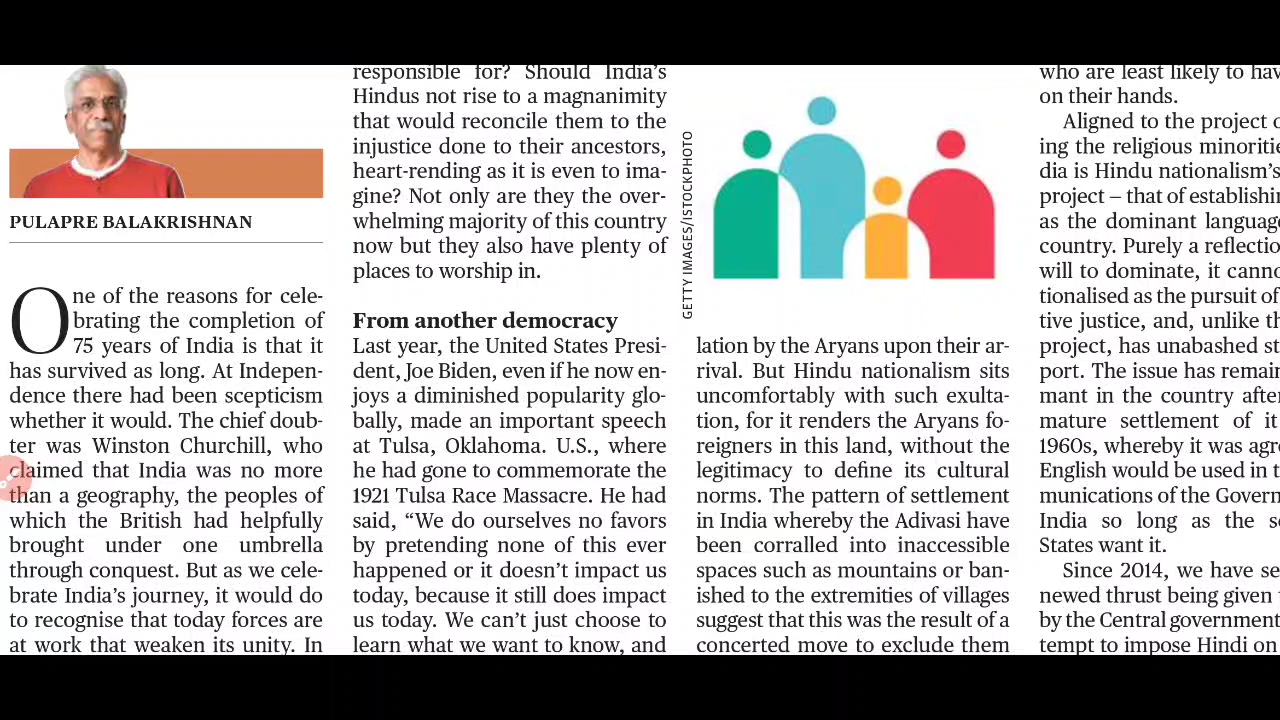 PULAPRE BALAKRISHNAN
One of the reasons for cele-
brating the completion of
75 years of India is that it
has survived as long. At Indepen-
dence there had been scepticism
whether it would. The chief doub-
ter was Winston Churchill, who
claimed that India was no more
than a geography, the peoples of
which the British had helpfully
brought under one umbrella
through conquest. But as we cele-
brate India’s journey, it would do
to recognise that today forces are
at work that weaken its unity. In
responsible for? Should India’s
Hindus not rise to a magnanimity
that would reconcile them to the
injustice done to their ancestors,
heart-rending as it is even to ima-
gine? Not only are they the over-
whelming majority of this country
now but they also have plenty of
places to worship in.
From another democracy
Last year, the United States Presi-
dent, Joe Biden, even if he now en-
joys a diminished popularity glo-
bally, made an important speech
at Tulsa, Oklahoma. U.S., where
he had gone to commemorate the
1921 Tulsa Race Massacre. He had
said, “We do ourselves no favors
by pretending none of this ever
happened or it doesn’t impact us
today, because it still does impact
us today. We can’t just choose to
learn what we want to know, and
GETTY IMAGES/ISTOCKPHOTO
lation by the Aryans upon their ar-
rival. But Hindu nationalism sits
uncomfortably with such exulta-
tion, for it renders the Aryans fo-
reigners in this land, without the
legitimacy to define its cultural
norms. The pattern of settlement
in India whereby the Adivasi have
been corralled into inaccessible
spaces such as mountains or ban-
ished to the extremities of villages
suggest that this was the result of a
concerted move to exclude them
who are least likely to hav
on their hands.
Aligned to the project o
ing the religious minoritie
dia is Hindu nationalism’s
project – that of establishin
as the dominant language
country. Purely a reflectio
will to dominate, it canno
tionalised as the pursuit of
tive justice, and, unlike th
project, has unabashed st
port. The issue has remain
mant in the country after
mature settlement of it
1960s, whereby it was agre
English would be used in t
munications of the Govern
India so long as the s
States want it.
Since 2014, we have se
newed thrust being given
by the Central government
tempt to impose Hindi on